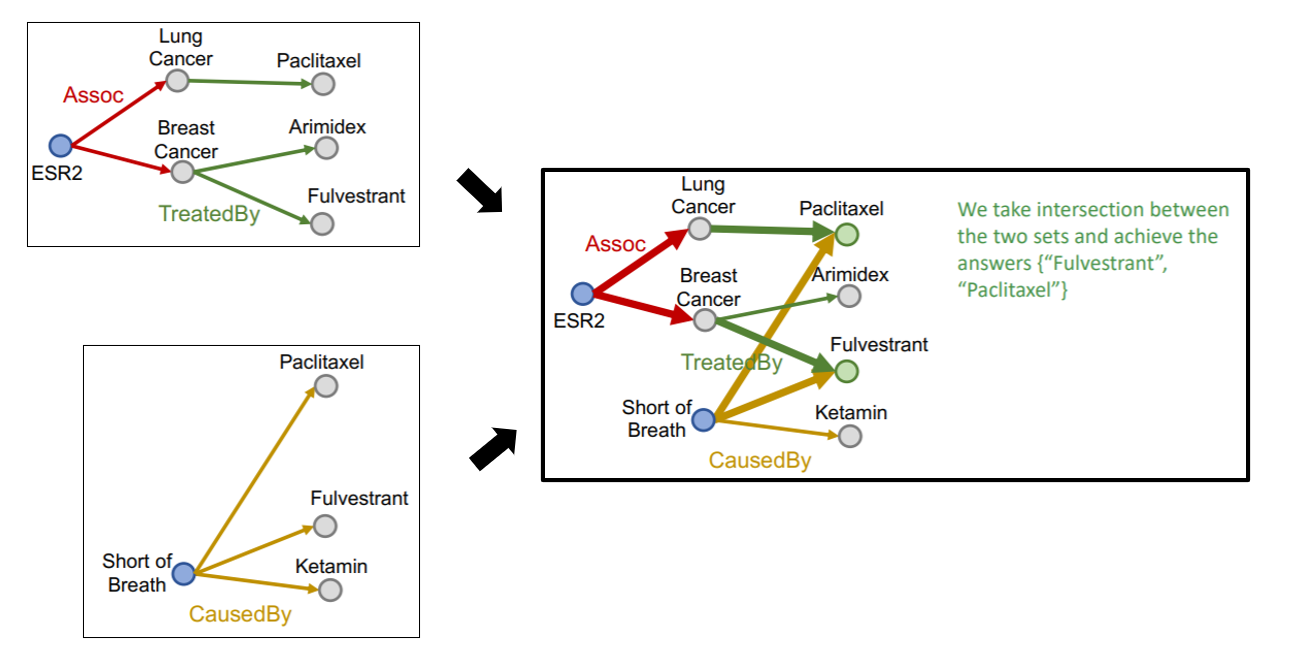 Lung
Cancer
Paclitaxel
Assoc
Breast
Cancer
Arimidex
ESR2
Fulvestrant
TreatedBy
Paclitaxel
Fulvestrant
Short of
Breath
Ketamin
CausedBy
Lung
Cancer
Paclitaxel
Assoc
Breast
Cancer
Arimidex
ESR2
Fulvestrant
TreatedBy
Short of
Breath
Ketamin
CausedBy
We take intersection between
the two sets and achieve the
answers {“Fulvestrant”,
“Paclitaxel”}